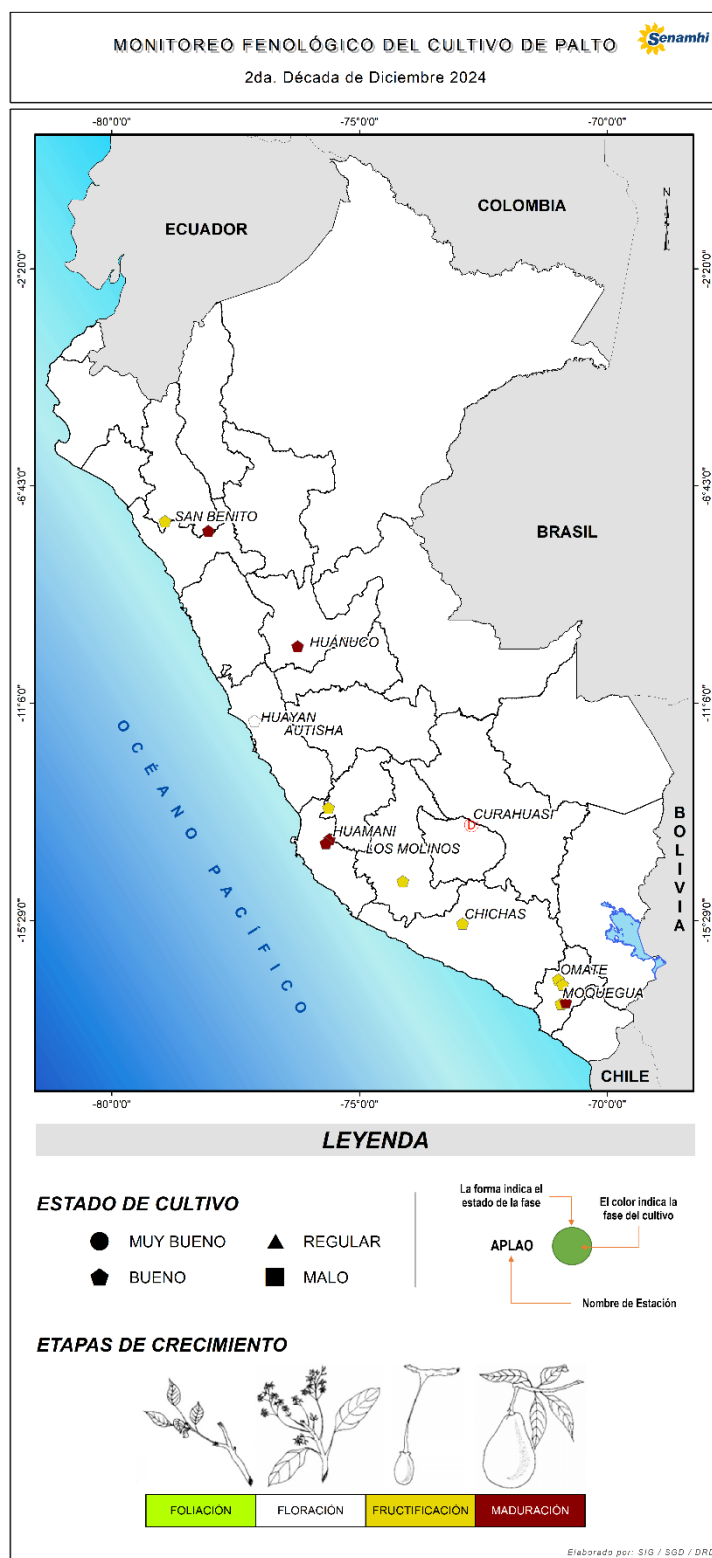 MONITOREO FENOLÓGICO DEL CULTIVO DE PALTO
Senamhi
2da. Década de Diciembre 2024
-80°0'0" -75°0'0" -70°0'0"
N
COLOMBIA
ECUADOR
-2°20'0" -2°20'0"
-6°43'0" -6°43'0"
SAN BENITO
BRASIL
HUÁNUCO
-11°6'0" -11°6'0"
HUAYAN
AUTISHA
OCÉANO PACÍFICO
CURAHUASI
D
HUAMANI
LOS MOLINOS
BOLIVIA
CHICHAS
-15°29'0" -15°29'0"
OMATE
MOQUEGUA
CHILE
-80°0'0" -75°0'0" -70°0'0"
LEYENDA
ESTADO DE CULTIVO
MUY BUENO REGULAR
BUENO MALO
La forma indica el
estado de la fase
El color indica la
fase del cultivo
APLAO
Nombre de Estación
ETAPAS DE CRECIMIENTO
FOLIACIÓN FLORACIÓN FRUCTIFICACIÓN MADURACIÓN
Elaborado por: SIG / SGD / DRD